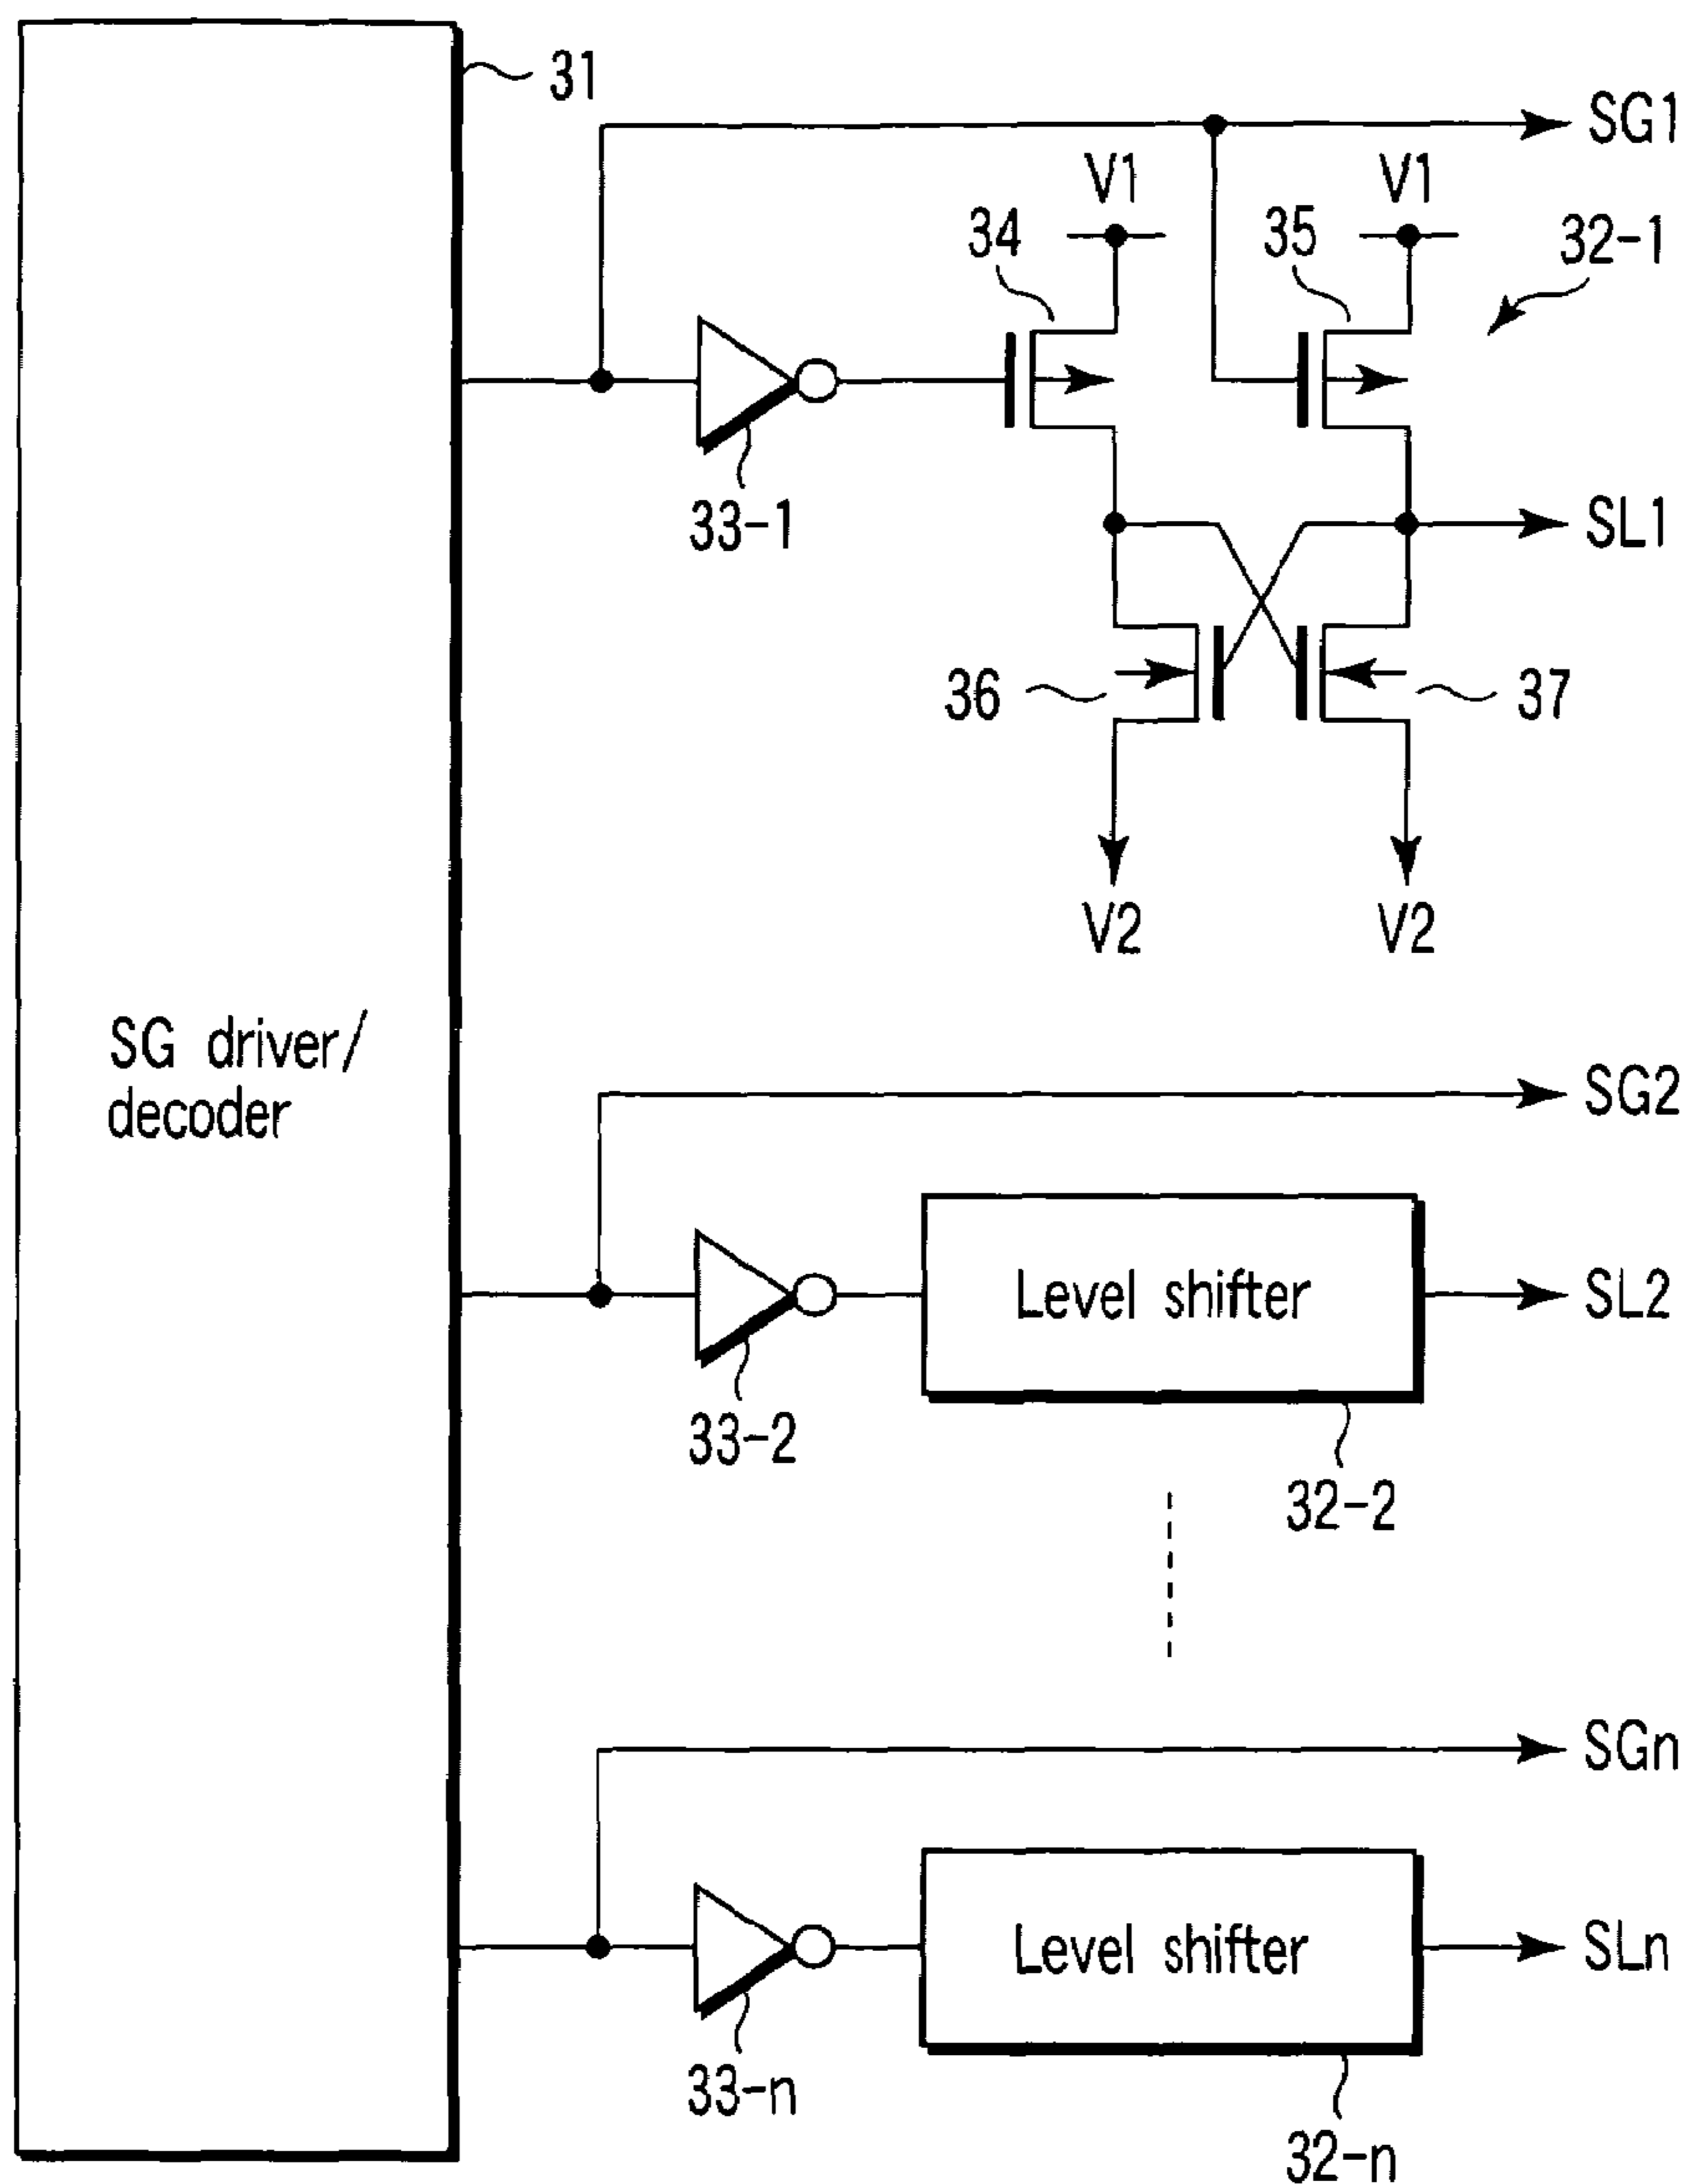 31
SG1
V1
V1
34
35
32-1
33-1
SL1
36
37
V2
V2
SG driver/
decoder
SG2
Level shifter
SL2
33-2
32-2
SGn
Level shifter
SLn
33-n
32-n